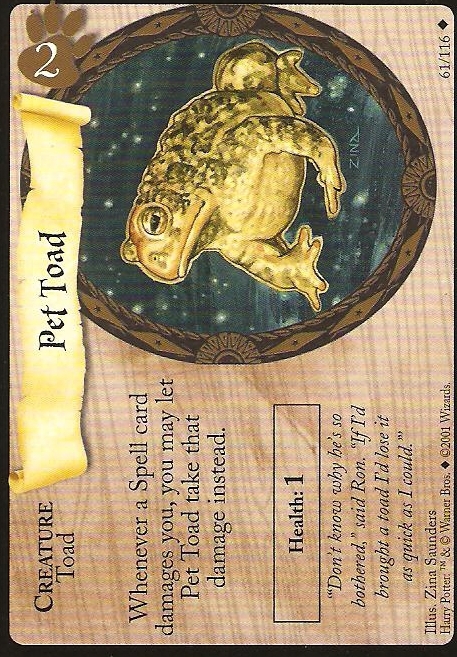 2
Pet Toad
CREATURE
Toad
Whenever a Spell card
damages you, you may let
Pet Toad take that
damage instead.
Health: 1
“Don't know why he's so
bothered,” said Ron. “If I'd
brought a toad I'd lose it
as quick as I could.”’
ZINA
Illus. Zina Saunders
Harry Potter, ™ & © Warner Bros. ◆ ©2001 Wizards.
61/116 ◆